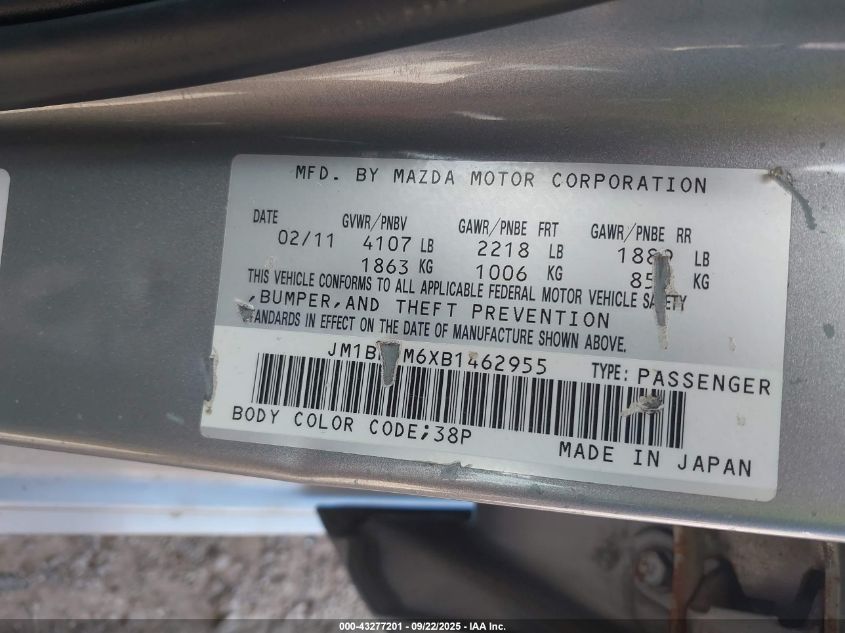 MFD. BY MAZDA MOTOR CORPORATION
DATE GVWR/PNBV GAWR/PNBE FRT GAWR/PNBE RR
02/11 4107 LB 2218 LB LB
1863 KG 1006 KG KG
THIS VEHICLE CONFORMS TO ALL APPLICABLE FEDERAL MOTOR VEHICLE SAFETY
,BUMPER,AND THEFT PREVENTION
STANDARDS IN EFFECT ON THE DATE OF MANUFACTURE SHOWN ABOVE.
TYPE: PASSENGER
BODY COLOR CODE;38P
MADE IN JAPAN
000-43277201 - 09/22/2025 - IAA Inc.